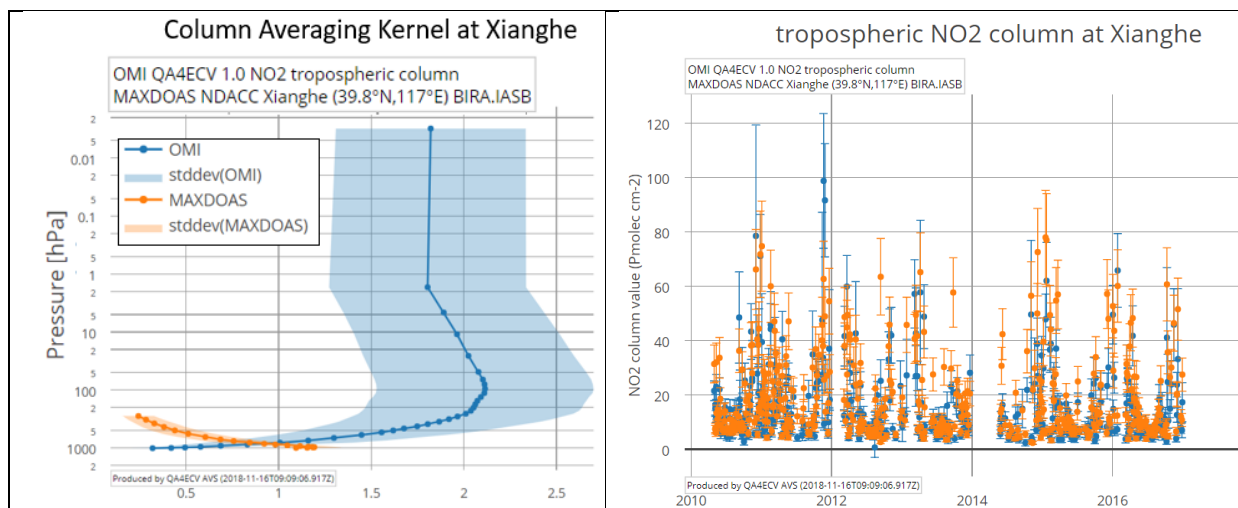 Column Averaging Kernel at Xianghe
OMI QA4ECV 1.0 NO2 tropospheric column
MAXDOAS NDACC Xianghe (39.8°N,117°E) BIRA.IASB
OMI
stddev(OMI)
MAXDOAS
stddev(MAXDOAS)
Pressure [hPa]
2
5
0.01
2
5
0.1
2
5
1
2
5
10
2
5
100
2
5
1000
2
Produced by QA4ECV AVS (2018-11-16T09:09:06.917Z)
0.5
1
1.5
2
2.5
tropospheric NO2 column at Xianghe
OMI QA4ECV 1.0 NO2 tropospheric column
MAXDOAS NDACC Xianghe (39.8°N,117°E) BIRA.IASB
NO2 column value (Pmolec cm-2)
120
100
80
60
40
20
0
Produced by QA4ECV AVS (2018-11-16T09:09:06.917Z)
2010
2012
2014
2016